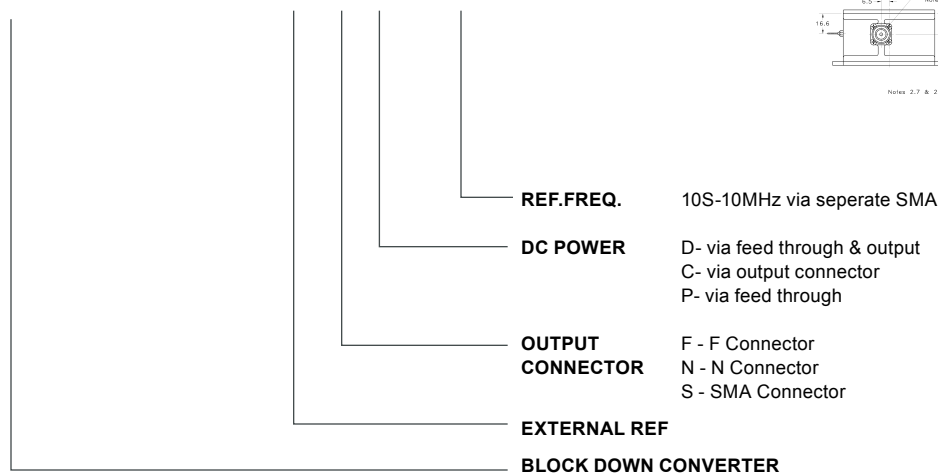 6.5
16.6
Notes 2.7 & 2
REF.FREQ. 10S-10MHz via seperate SMA
DC POWER D- via feed through & output
C- via output connector
P- via feed through
OUTPUT F - F Connector
CONNECTOR N - N Connector
S - SMA Connector
EXTERNAL REF
BLOCK DOWN CONVERTER